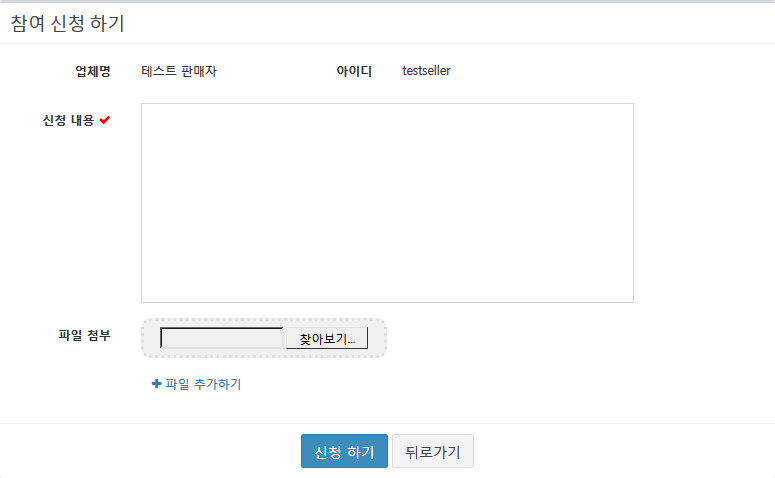 참여 신청 하기
업체명 테스트 판매자 아이디 testseller
신청 내용
파일 첨부 찾아보기...
파일 추가하기
신청 하기 뒤로가기